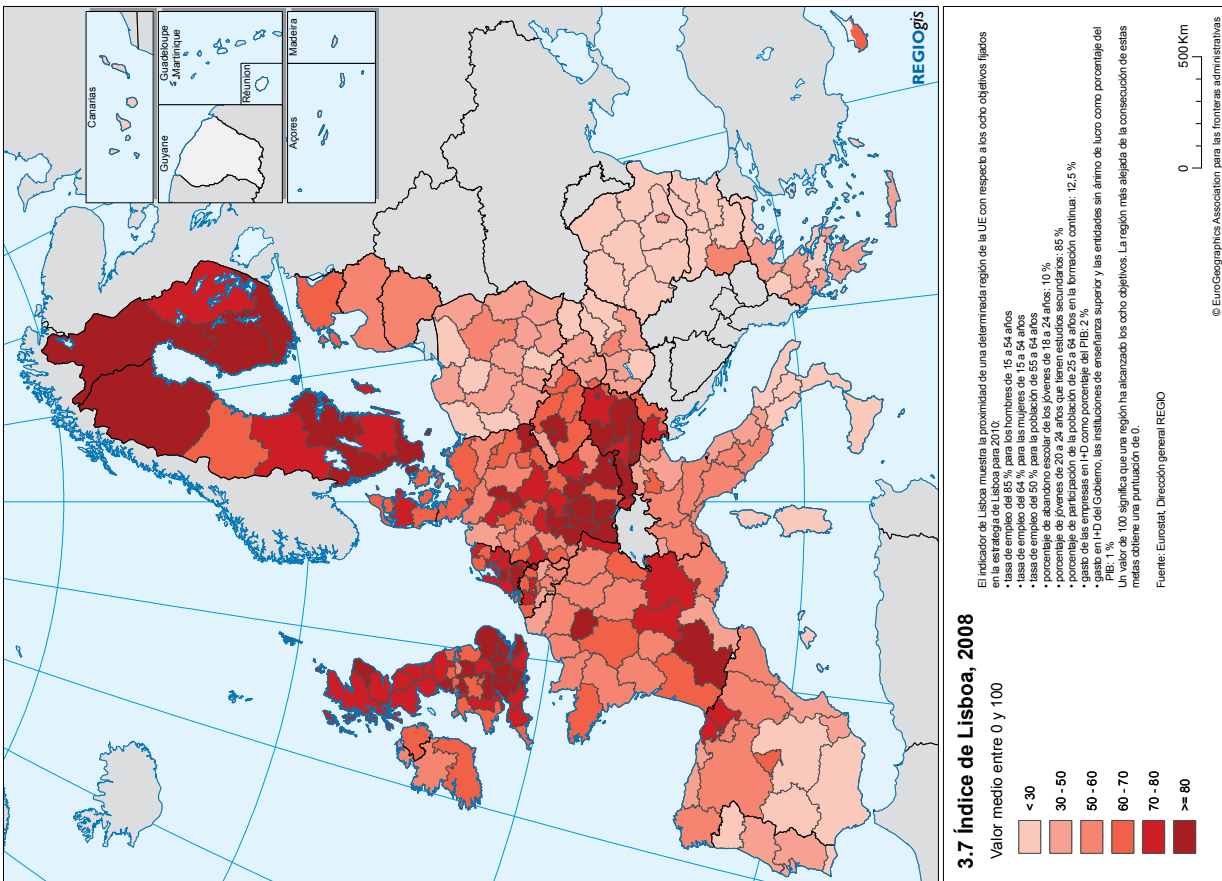 Canarias
Guyane
Guadeloupe
Martinique
Réunion
Açores
Madeira
REGIOgis
3.7 Índice de Lisboa, 2008
Valor medio entre 0 y 100
< 30
30 - 50
50 - 60
60 - 70
70 - 80
>= 80
El indicador de Lisboa muestra la proximidad de una determinada región de la UE con respecto a los ocho objetivos fijados
en la estrategia de Lisboa para 2010:
• tasa de empleo del 85 % para los hombres de 15 a 54 años
• tasa de empleo del 64 % para las mujeres de 15 a 54 años
• tasa de empleo del 50 % para la población de 55 a 64 años
• porcentaje de abandono escolar de los jóvenes de 18 a 24 años: 10 %
• porcentaje de jóvenes de 20 a 24 años que tienen estudios secundarios: 85 %
• porcentaje de participación de la población de 25 a 64 años en la formación continua: 12,5 %
• gasto de las empresas en I+D como porcentaje del PIB: 2 %
• gasto en I+D del Gobierno, las instituciones de enseñanza superior y las entidades sin ánimo de lucro como porcentaje del
PIB: 1 %
Un valor de 100 significa que una región ha alcanzado los ocho objetivos. La región más alejada de la consecución de estas
metas obtiene una puntuación de 0.
Fuente: Eurostat, Dirección general REGIO
0 500 Km
© EuroGeographics Association para las fronteras administrativas